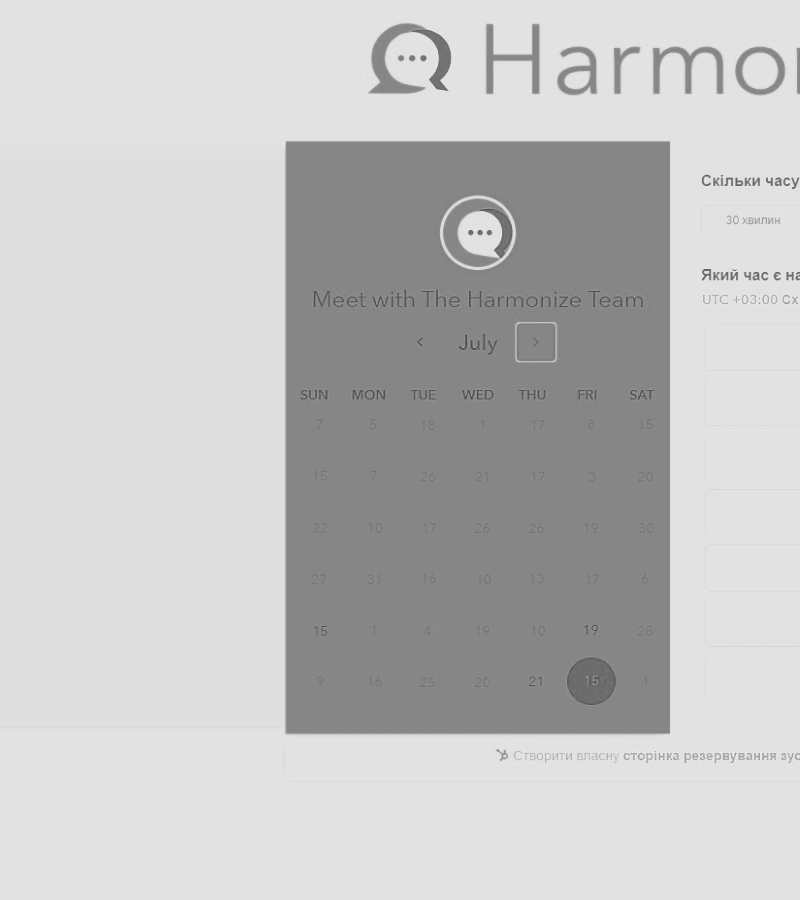 Harmo
Meet with The Harmonize Team
July
SUN MON TUE WED THU FRI SAT
7 5 18 1 17 8 15
15 7 26 21 17 3 20
22 10 17 26 26 19 30
27 31 16 10 13 17 6
15 1 4 19 10 19 28
9 16 25 20 21 15 1
Скільки часу
30 хвилин
Який час є на
UTC +03:00 Сх
Створити власну сторінка резервування зус